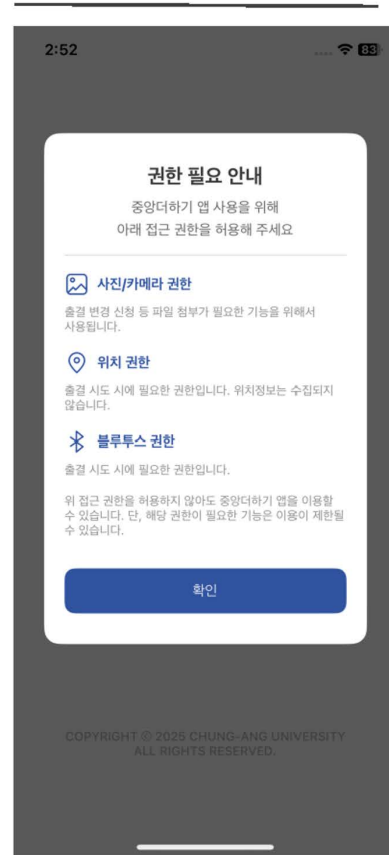 2:52
83
권한 필요 안내
중앙더하기 앱 사용을 위해
아래 접근 권한을 허용해 주세요
사진/카메라 권한
출결 변경 신청 등 파일 첨부가 필요한 기능을 위해서
사용됩니다.
위치 권한
출결 시도 시에 필요한 권한입니다. 위치정보는 수집되지
않습니다.
블루투스 권한
출결 시도 시에 필요한 권한입니다.
위 접근 권한을 허용하지 않아도 중앙더하기 앱을 이용할
수 있습니다. 단, 해당 권한이 필요한 기능은 이용이 제한될
수 있습니다.
확인
COPYRIGHT © 2025 CHUNG-ANG UNIVERSITY
ALL RIGHTS RESERVED.